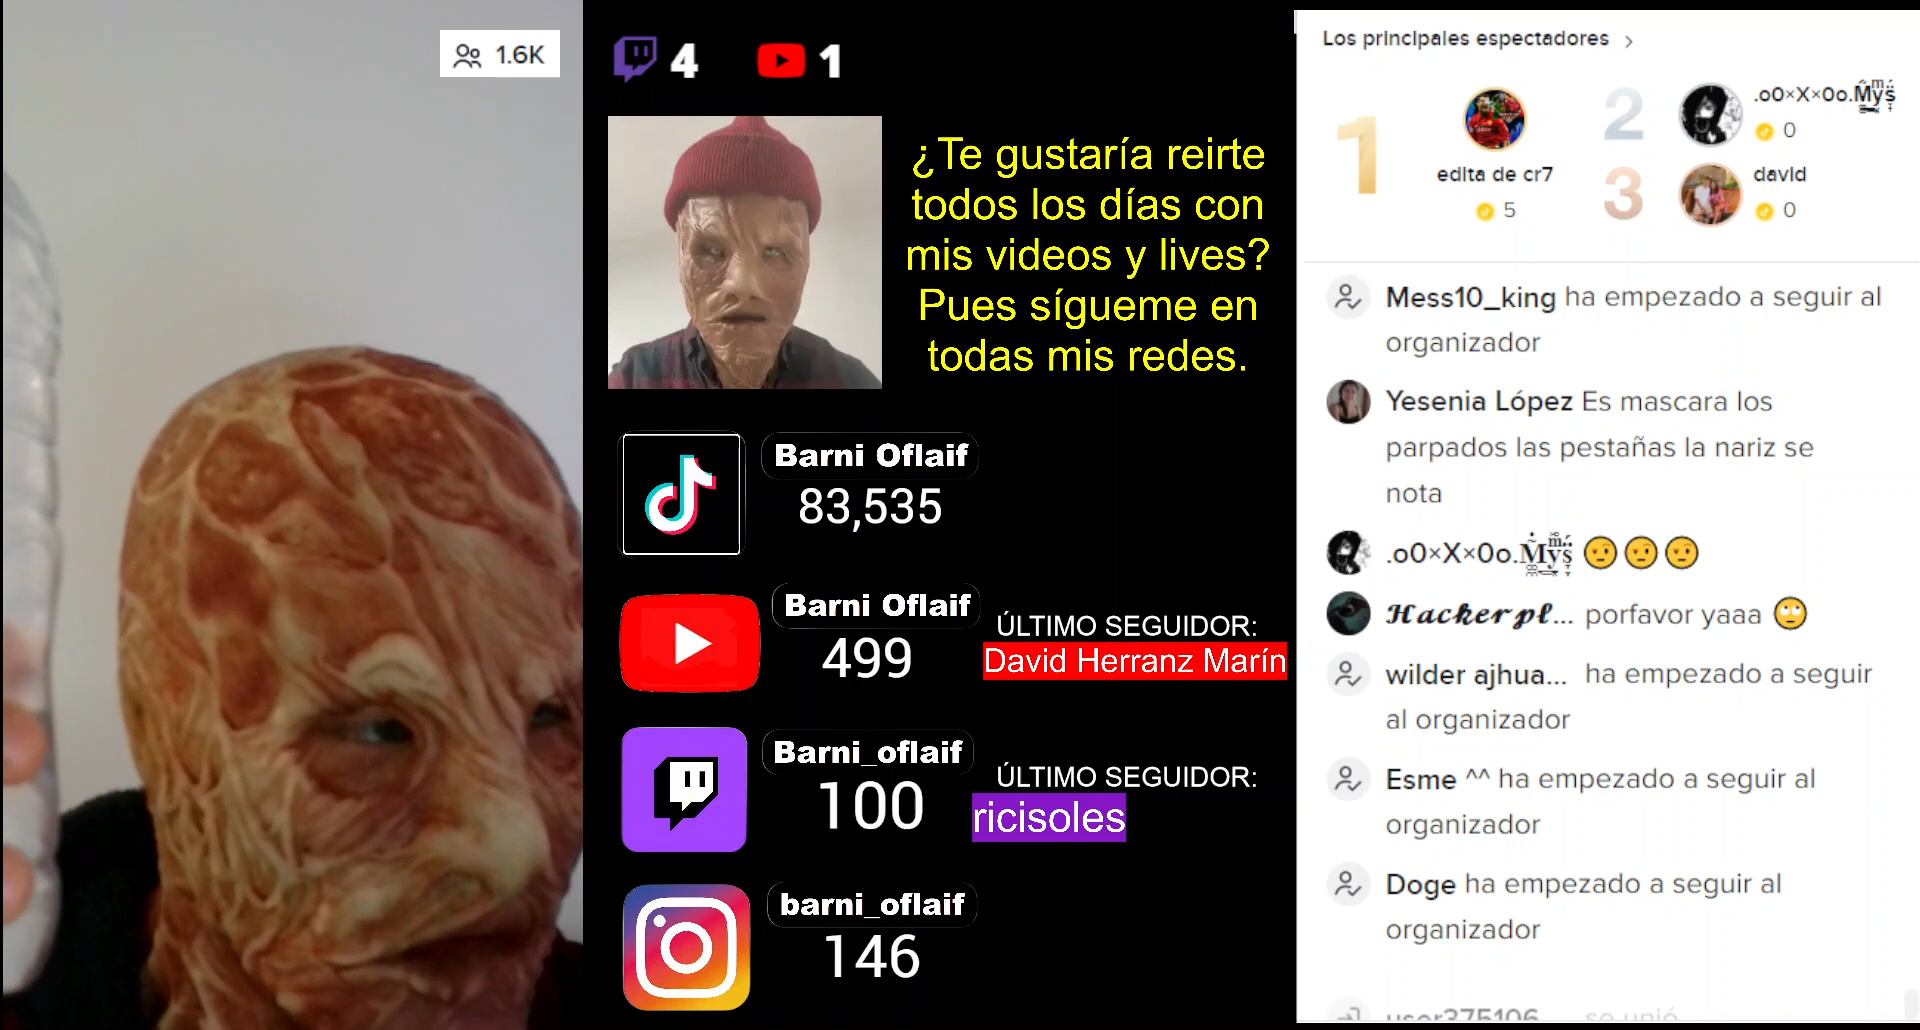 1.6K
4
1
¿Te gustaría reirte
todos los días con
mis videos y lives?
Pues sígueme en
todas mis redes.
Barni Oflaif
83,535
Barni Oflaif
499
ÚLTIMO SEGUIDOR:
David Herranz Marín
Barni_oflaif
100
ÚLTIMO SEGUIDOR:
ricisoles
barni_oflaif
146
Los principales espectadores >
1
edita de cr7
5
2
.o0×X×0o.
0
3
david
0
Mess10_king ha empezado a seguir al
organizador
Yesenia López Es mascara los
parpados las pestañas la nariz se
nota
.o0×X×0o. 🤨🤨🤨
𝓗𝓪𝓬𝓴𝓮𝓻𝓹𝓵... porfavor yaaa 🙄
wilder ajhua... ha empezado a seguir
al organizador
Esme ^^ ha empezado a seguir al
organizador
Doge ha empezado a seguir al
organizador
user375106 se unió